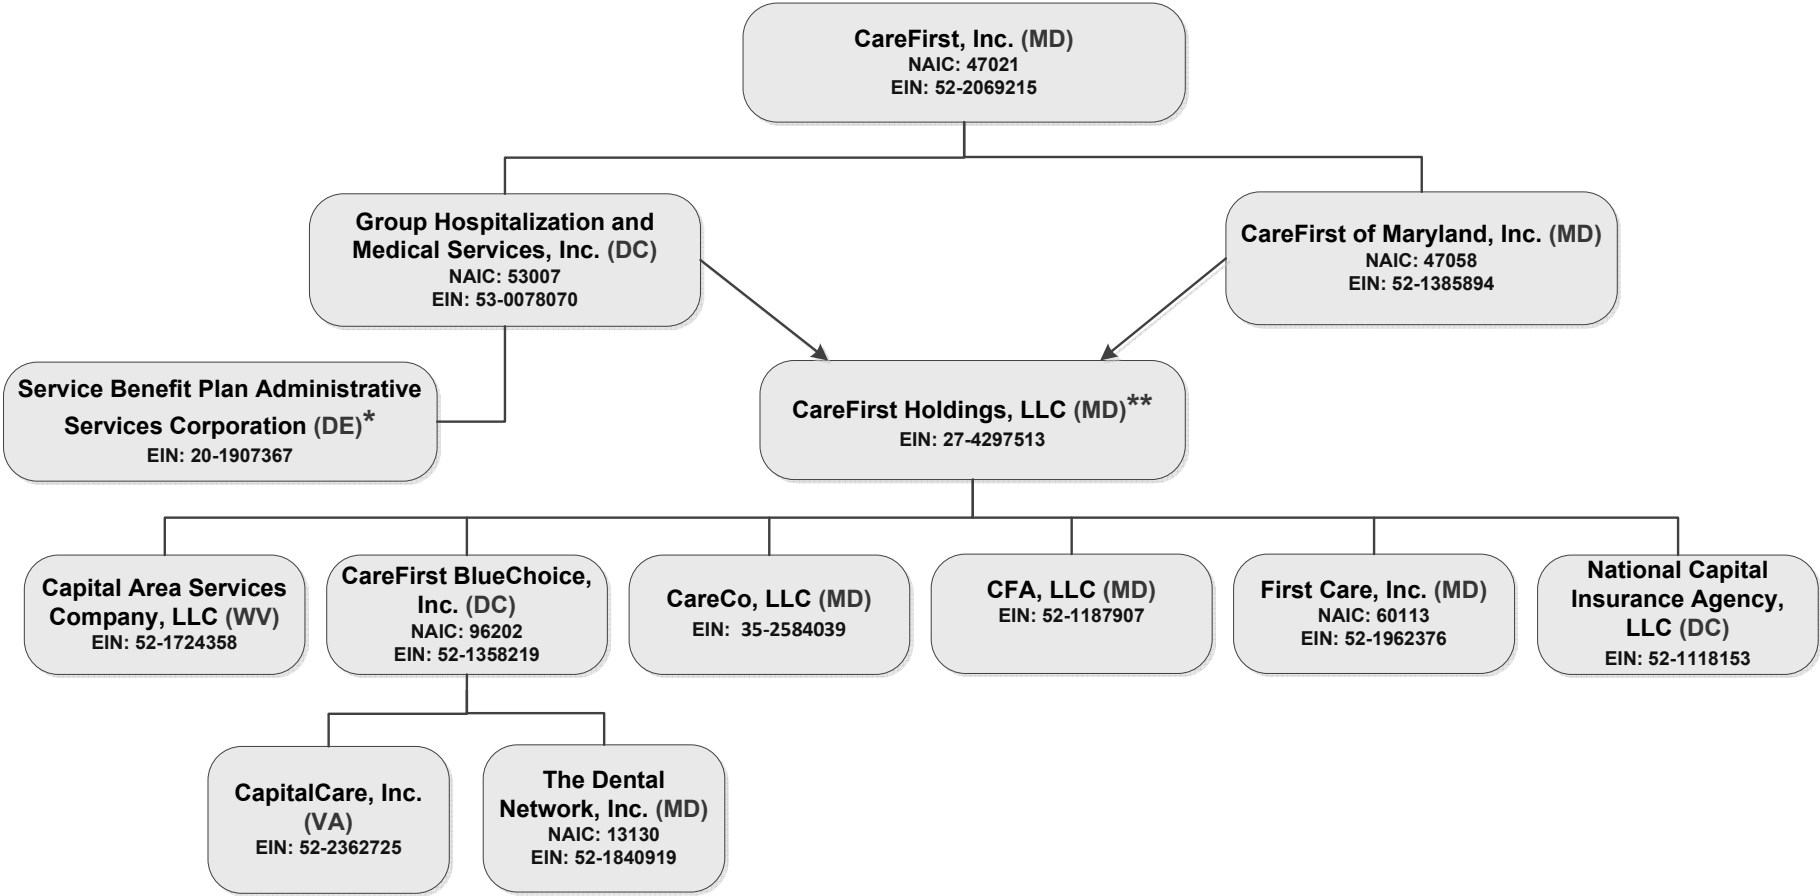 CareFirst, Inc. (MD)
NAIC: 47021
EIN: 52-2069215
Group Hospitalization and
Medical Services, Inc. (DC)
NAIC: 53007
EIN: 53-0078070
CareFirst of Maryland, Inc. (MD)
NAIC: 47058
EIN: 52-1385894
Service Benefit Plan Administrative
Services Corporation (DE)*
EIN: 20-1907367
CareFirst Holdings, LLC (MD)**
EIN: 27-4297513
Capital Area Services
Company, LLC (WV)
EIN: 52-1724358
CareFirst BlueChoice,
Inc. (DC)
NAIC: 96202
EIN: 52-1358219
CareCo, LLC (MD)
EIN: 35-2584039
CFA, LLC (MD)
EIN: 52-1187907
First Care, Inc. (MD)
NAIC: 60113
EIN: 52-1962376
National Capital
Insurance Agency,
LLC (DC)
EIN: 52-1118153
CapitalCare, Inc.
(VA)
EIN: 52-2362725
The Dental
Network, Inc. (MD)
NAIC: 13130
EIN: 52-1840919